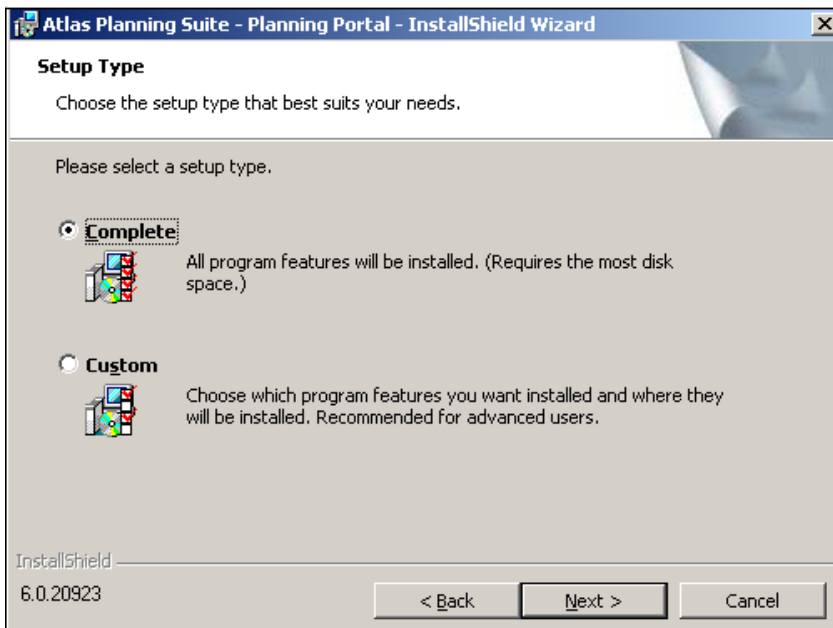 Atlas Planning Suite - Planning Portal - InstallShield Wizard
Setup Type
Choose the setup type that best suits your needs.
Please select a setup type.
Complete
All program features will be installed. (Requires the most disk
space.)
Custom
Choose which program features you want installed and where they
will be installed. Recommended for advanced users.
InstallShield
6.0.20923
< Back
Next >
Cancel